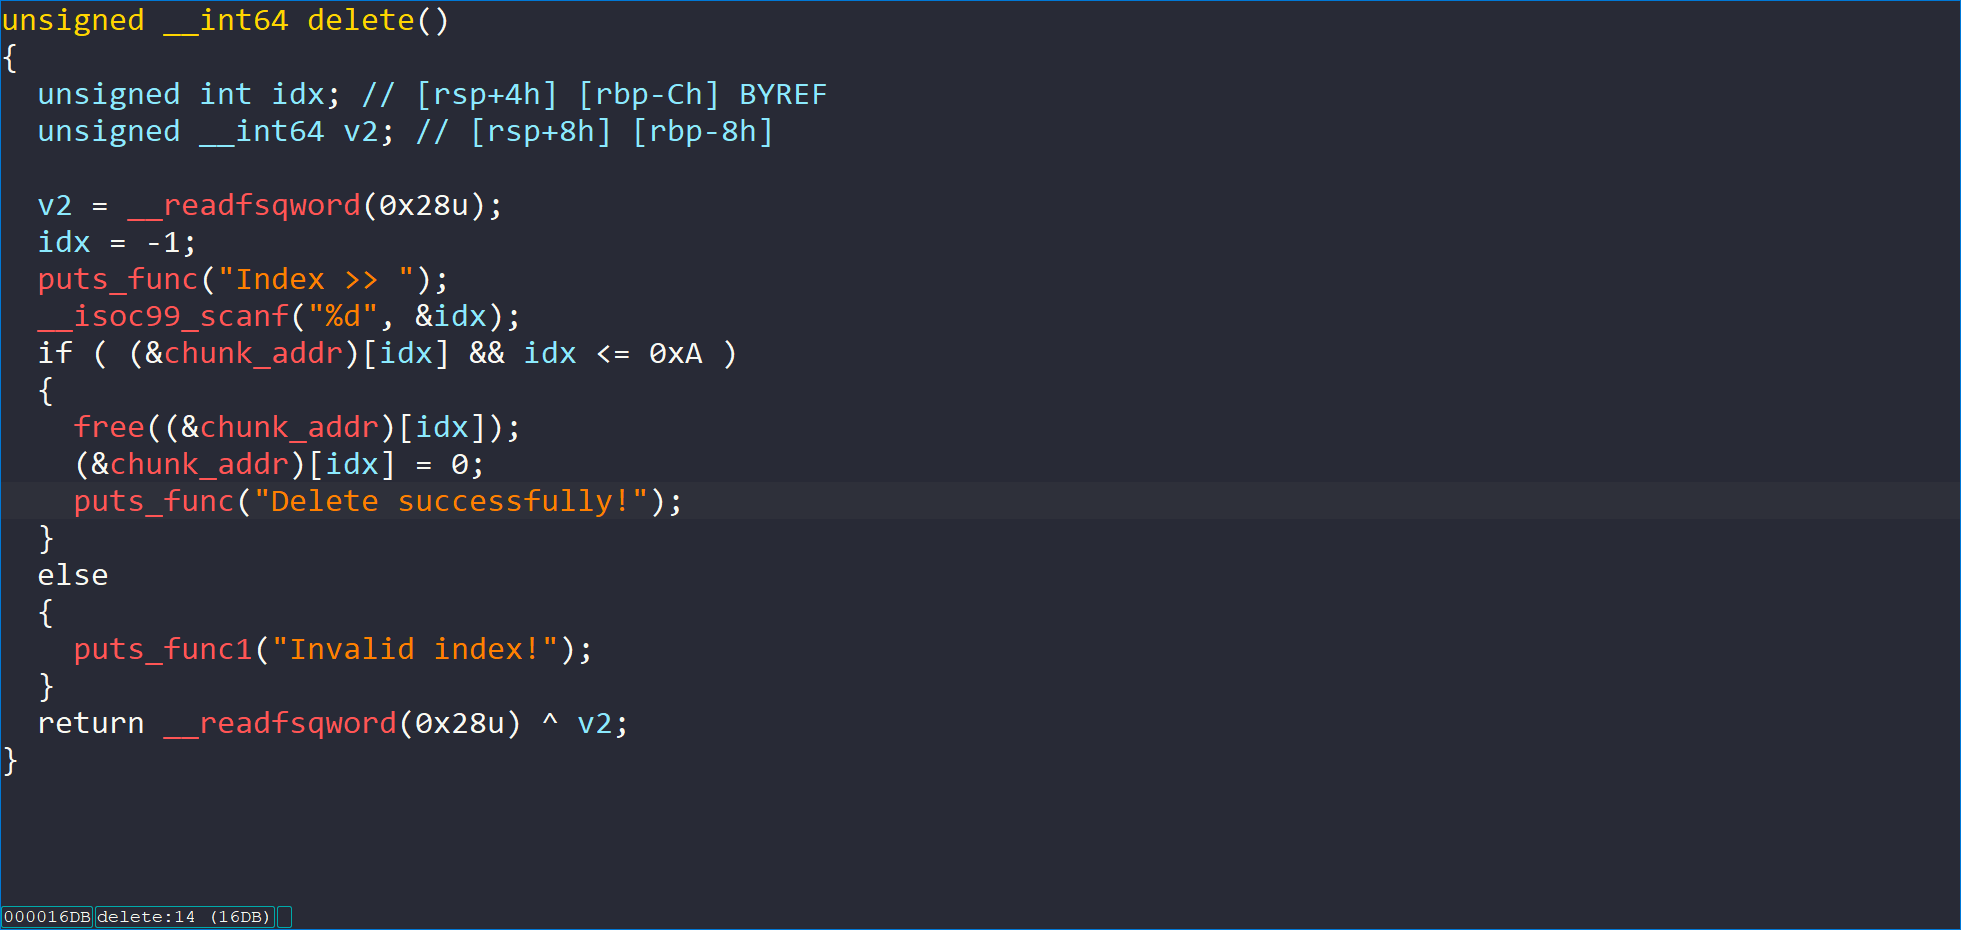 unsigned __int64 delete()
{
  unsigned int idx; // [rsp+4h] [rbp-Ch] BYREF
  unsigned __int64 v2; // [rsp+8h] [rbp-8h]

  v2 = __readfsqword(0x28u);
  idx = -1;
  puts_func("Index >> ");
  __isoc99_scanf("%d", &idx);
  if ( (&chunk_addr)[idx] && idx <= 0xA )
  {
    free((&chunk_addr)[idx]);
    (&chunk_addr)[idx] = 0;
    puts_func("Delete successfully!");
  }
  else
  {
    puts_func1("Invalid index!");
  }
  return __readfsqword(0x28u) ^ v2;
}
000016DB delete:14 (16DB)